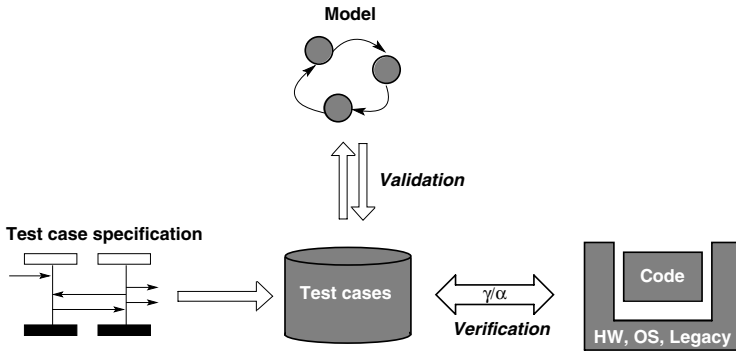 Model
Validation
Test case specification
Test cases
γ/α
Verification
Code
HW, OS, Legacy